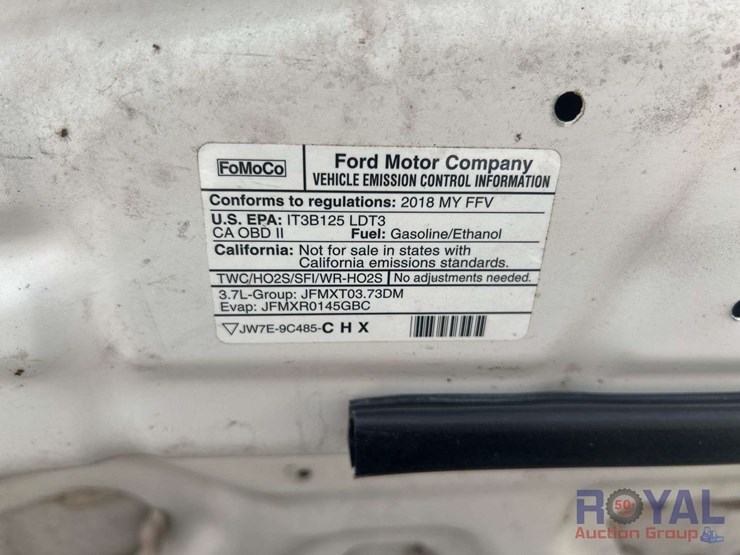 FoMoCo
Ford Motor Company
VEHICLE EMISSION CONTROL INFORMATION
Conforms to regulations: 2018 MY FFV
U.S. EPA: IT3B125 LDT3
CA OBD II Fuel: Gasoline/Ethanol
California: Not for sale in states with
California emissions standards.
TWC/HO2S/SFI/WR-HO2S No adjustments needed.
3.7L-Group: JFMXT03.73DM
Evap: JFMXR0145GBC
JW7E-9C485-C H X
ROYAL
50
Auction Group